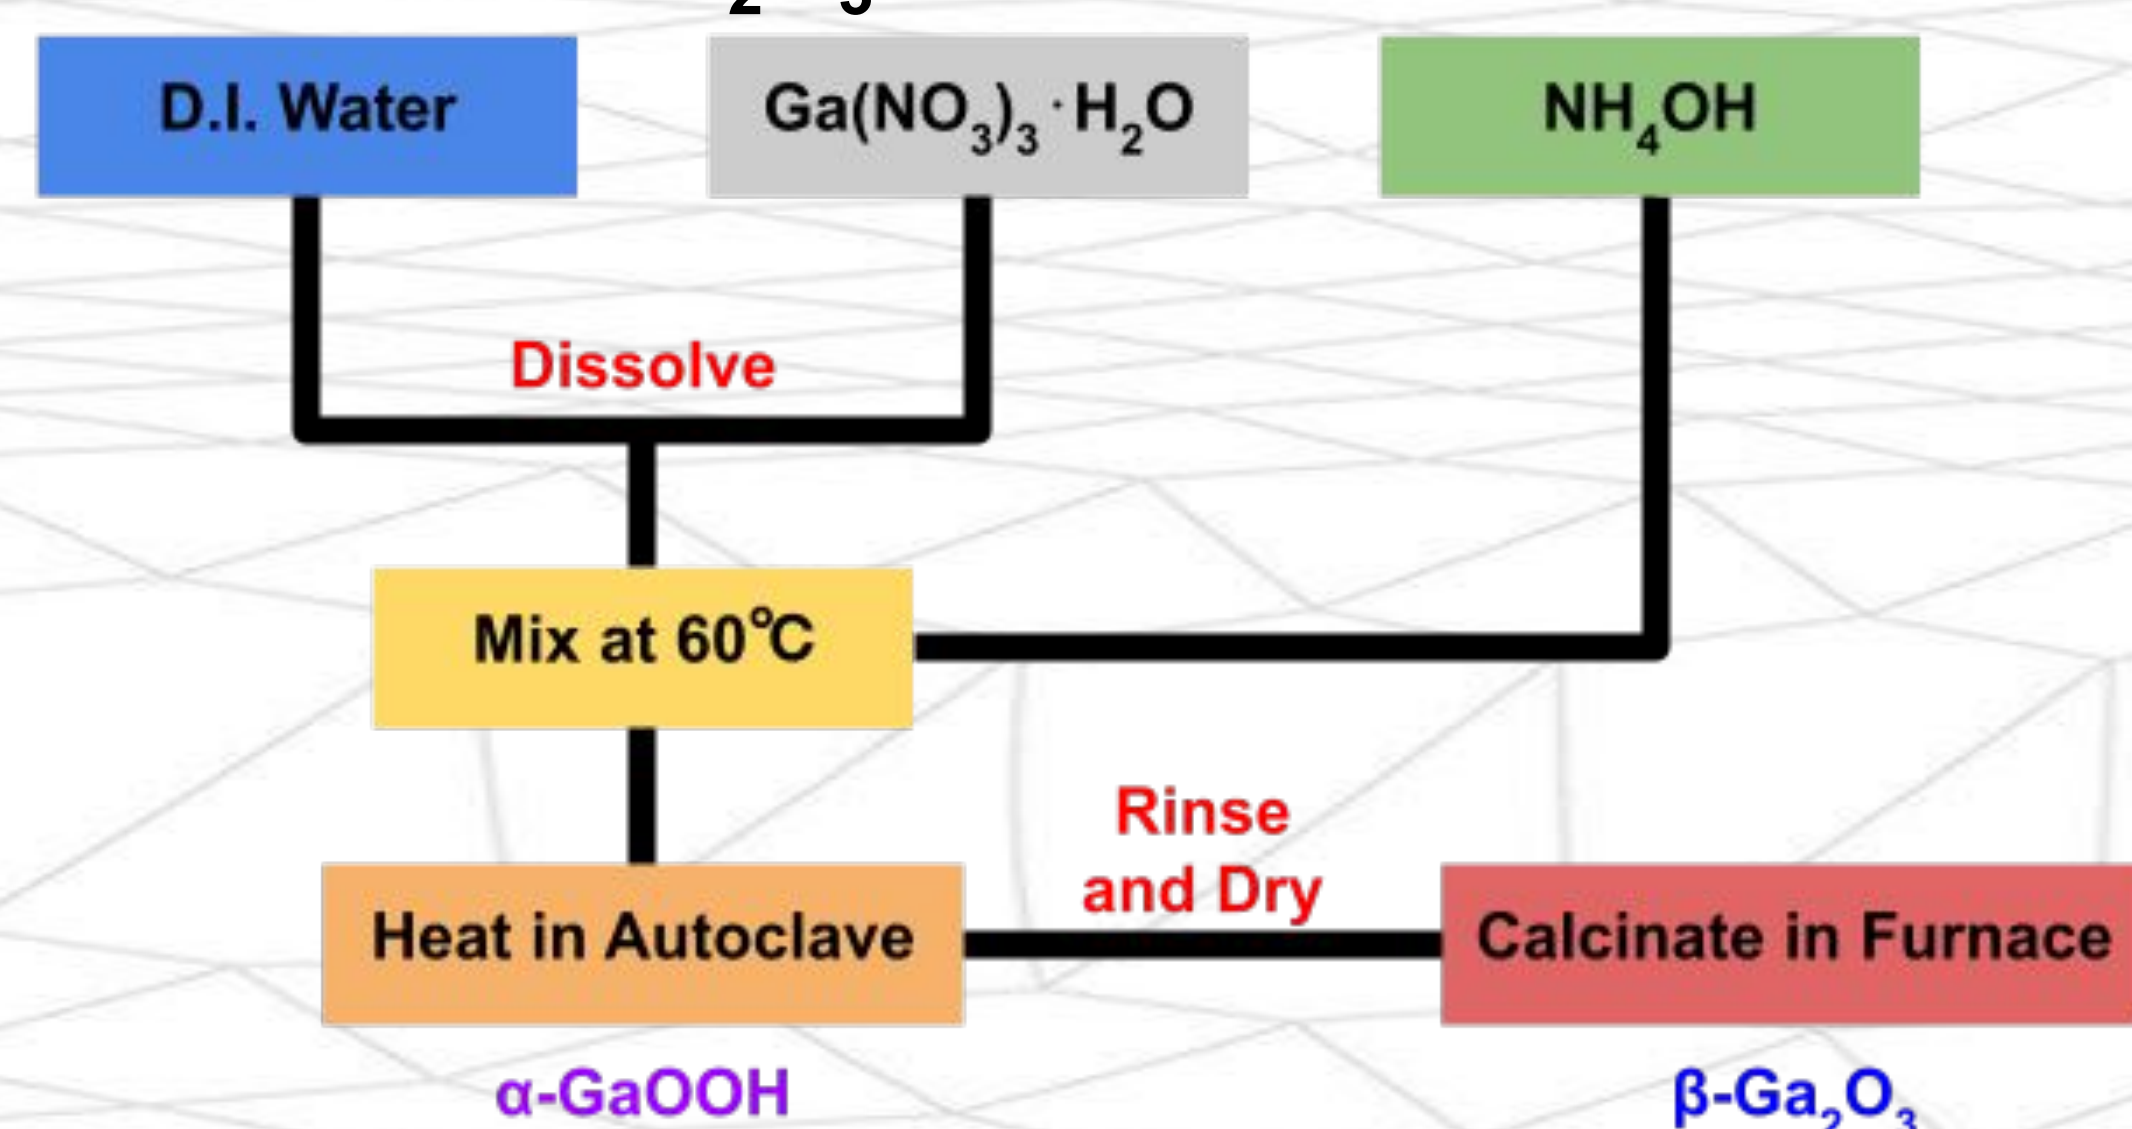 D.I. Water
Ga(NO₃)₃ · H₂O
NH₄OH
Dissolve
Mix at 60°C
Rinse
and Dry
Heat in Autoclave
Calcinate in Furnace
α-GaOOH
β-Ga₂O₃